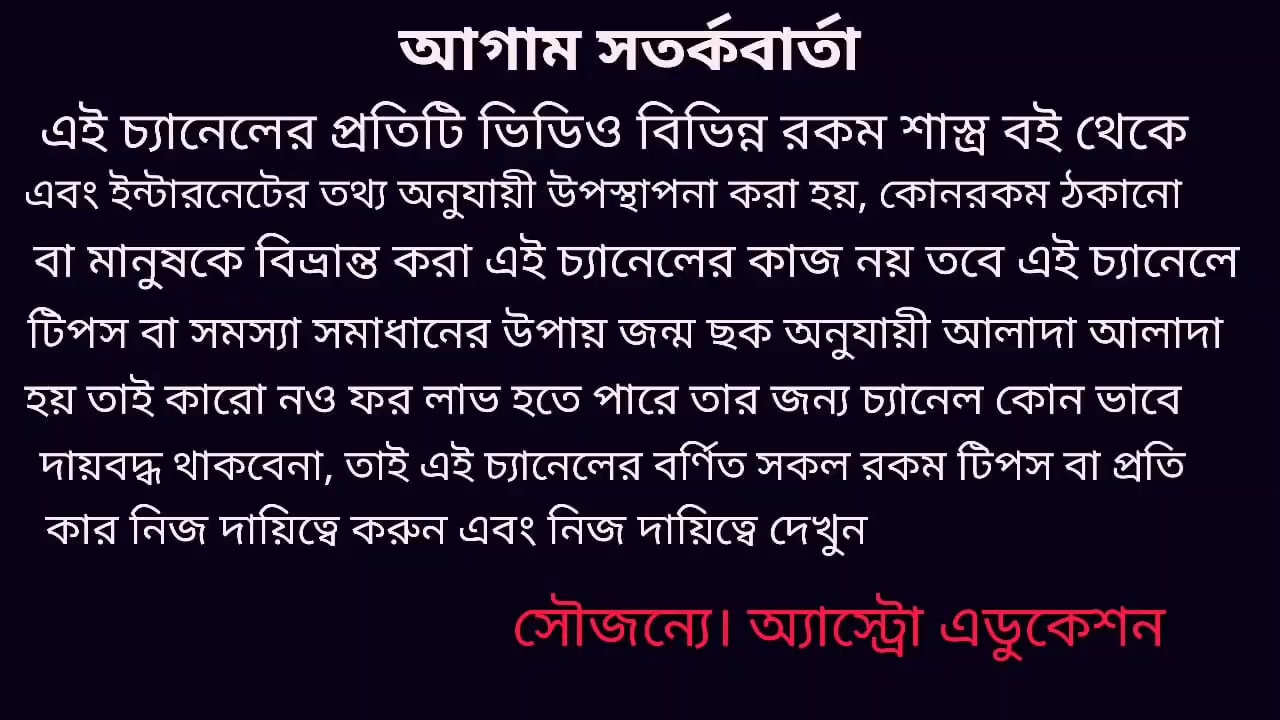 আগাম সতর্কবার্তা
এই চ্যানেলের প্রতিটি ভিডিও বিভিন্ন রকম শাস্ত্র বই থেকে
এবং ইন্টারনেটের তথ্য অনুযায়ী উপস্থাপনা করা হয়, কোনরকম ঠকানো
বা মানুষকে বিভ্রান্ত করা এই চ্যানেলের কাজ নয় তবে এই চ্যানেলে
টিপস বা সমস্যা সমাধানের উপায় জন্ম ছক অনুযায়ী আলাদা আলাদা
হয় তাই কারো নও ফর লাভ হতে পারে তার জন্য চ্যানেল কোন ভাবে
দায়বদ্ধ থাকবেনা, তাই এই চ্যানেলের বর্ণিত সকল রকম টিপস বা প্রতি
কার নিজ দায়িত্বে করুন এবং নিজ দায়িত্বে দেখুন
সৌজন্যে। অ্যাস্ট্রো এডুকেশন